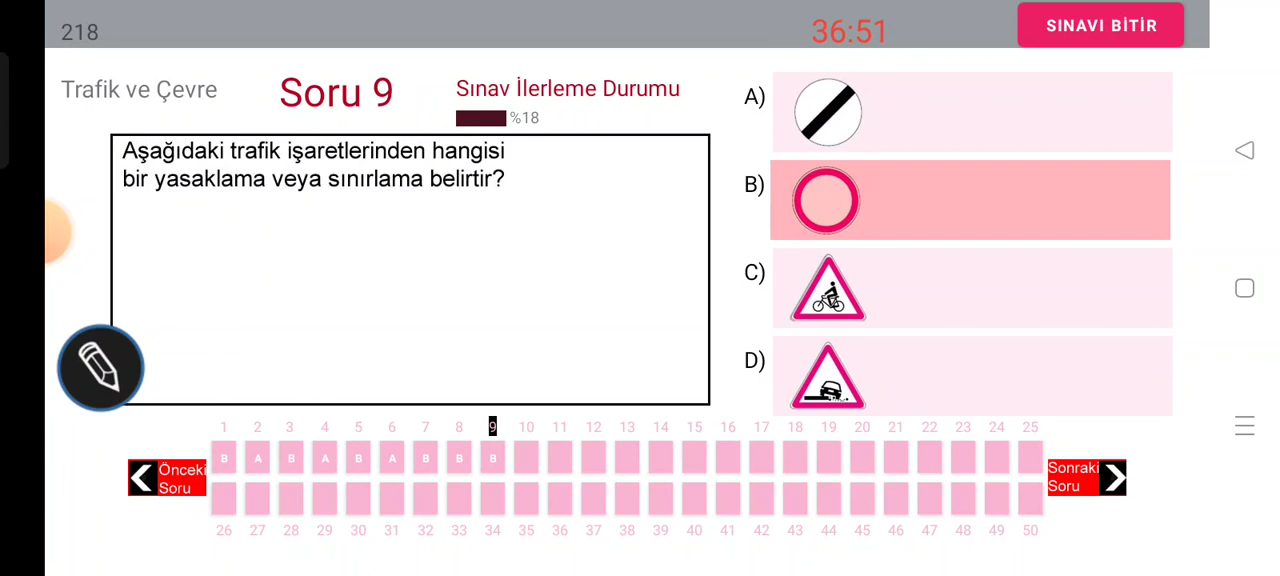 218
36:51
SINAVI BİTİR
Trafik ve Çevre
Soru 9
Sınav İlerleme Durumu
%18
Aşağıdaki trafik işaretlerinden hangisi
bir yasaklama veya sınırlama belirtir?
A)
B)
C)
D)
1 2 3 4 5 6 7 8 9 10 11 12 13 14 15 16 17 18 19 20 21 22 23 24 25
B A B A B A B B B
Önceki
Soru
Sonraki
Soru
26 27 28 29 30 31 32 33 34 35 36 37 38 39 40 41 42 43 44 45 46 47 48 49 50